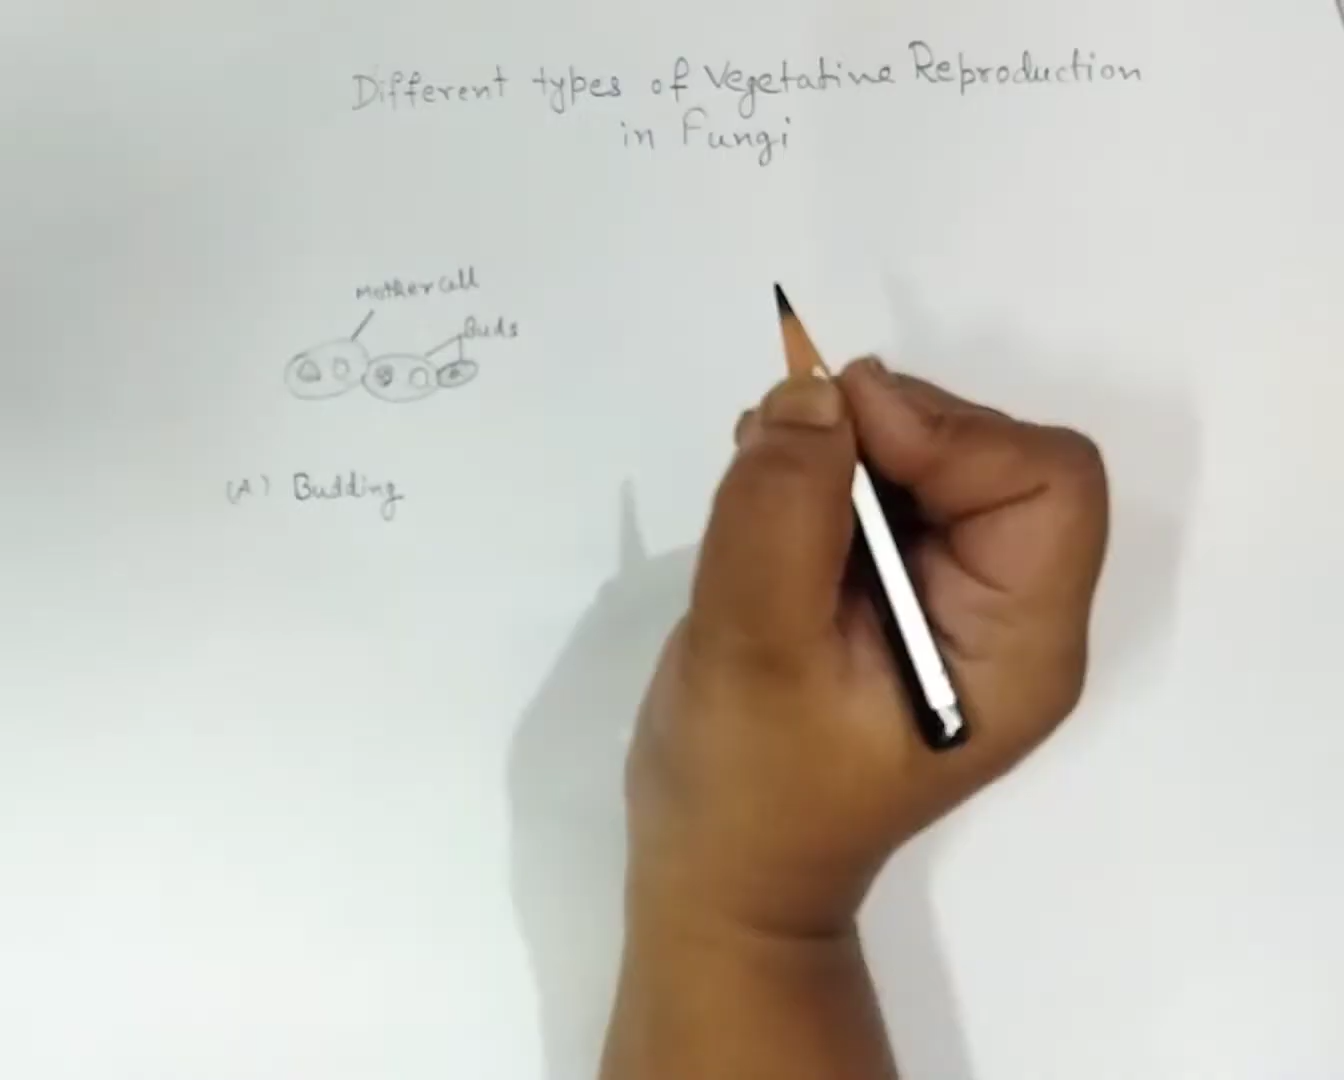 Different types of Vegetative Reproduction
in Fungi
Mother Cell
Buds
(A) Budding